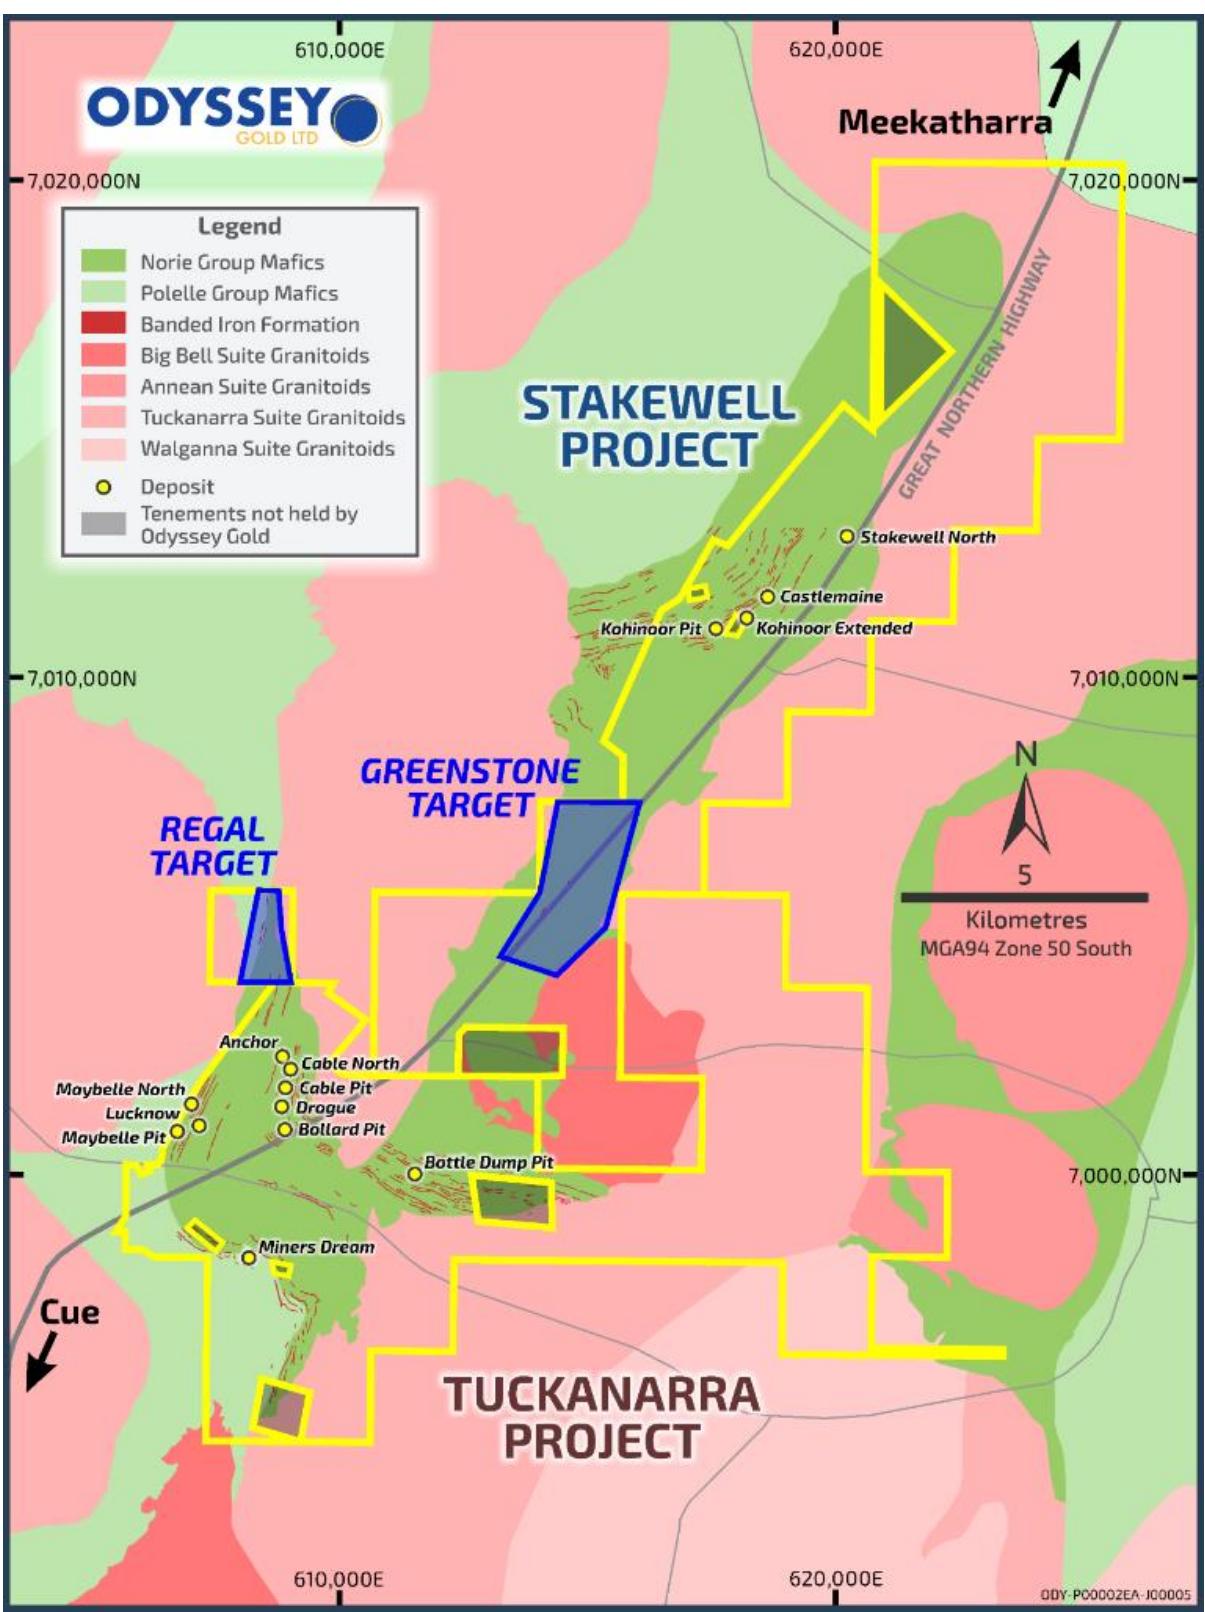 610,000E
620,000E
ODYSSEY
GOLD LTD
Meekatharra
7,020,000N
7,020,000N
Legend
Norie Group Mafics
Polelle Group Mafics
Banded Iron Formation
Big Bell Suite Granitoids
Annean Suite Granitoids
Tuckanarra Suite Granitoids
Walganna Suite Granitoids
Deposit
Tenements not held by
Odyssey Gold
GREAT NORTHERN HIGHWAY
STAKEWELL
PROJECT
Stakewell North
Castlemaine
Kohinoor Pit
Kohinoor Extended
7,010,000N
7,010,000N
GREENSTONE
TARGET
REGAL
TARGET
N
5
Kilometres
MGA94 Zone 50 South
Anchor
Cable North
Maybelle North
Cable Pit
Lucknow
Drogue
Maybelle Pit
Bollard Pit
Bottle Dump Pit
7,000,000N
Miners Dream
Cue
TUCKANARRA
PROJECT
610,000E
620,000E
ODY-P00002EA-J00005